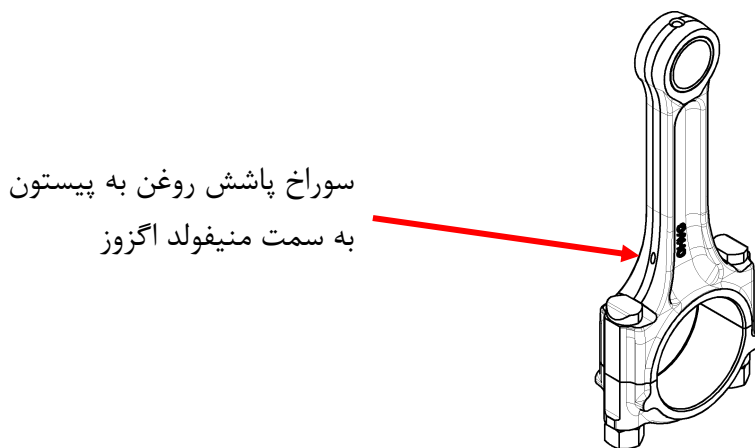 سوراخ پاشش روغن به پیستون
به سمت منیفولد اگزوز